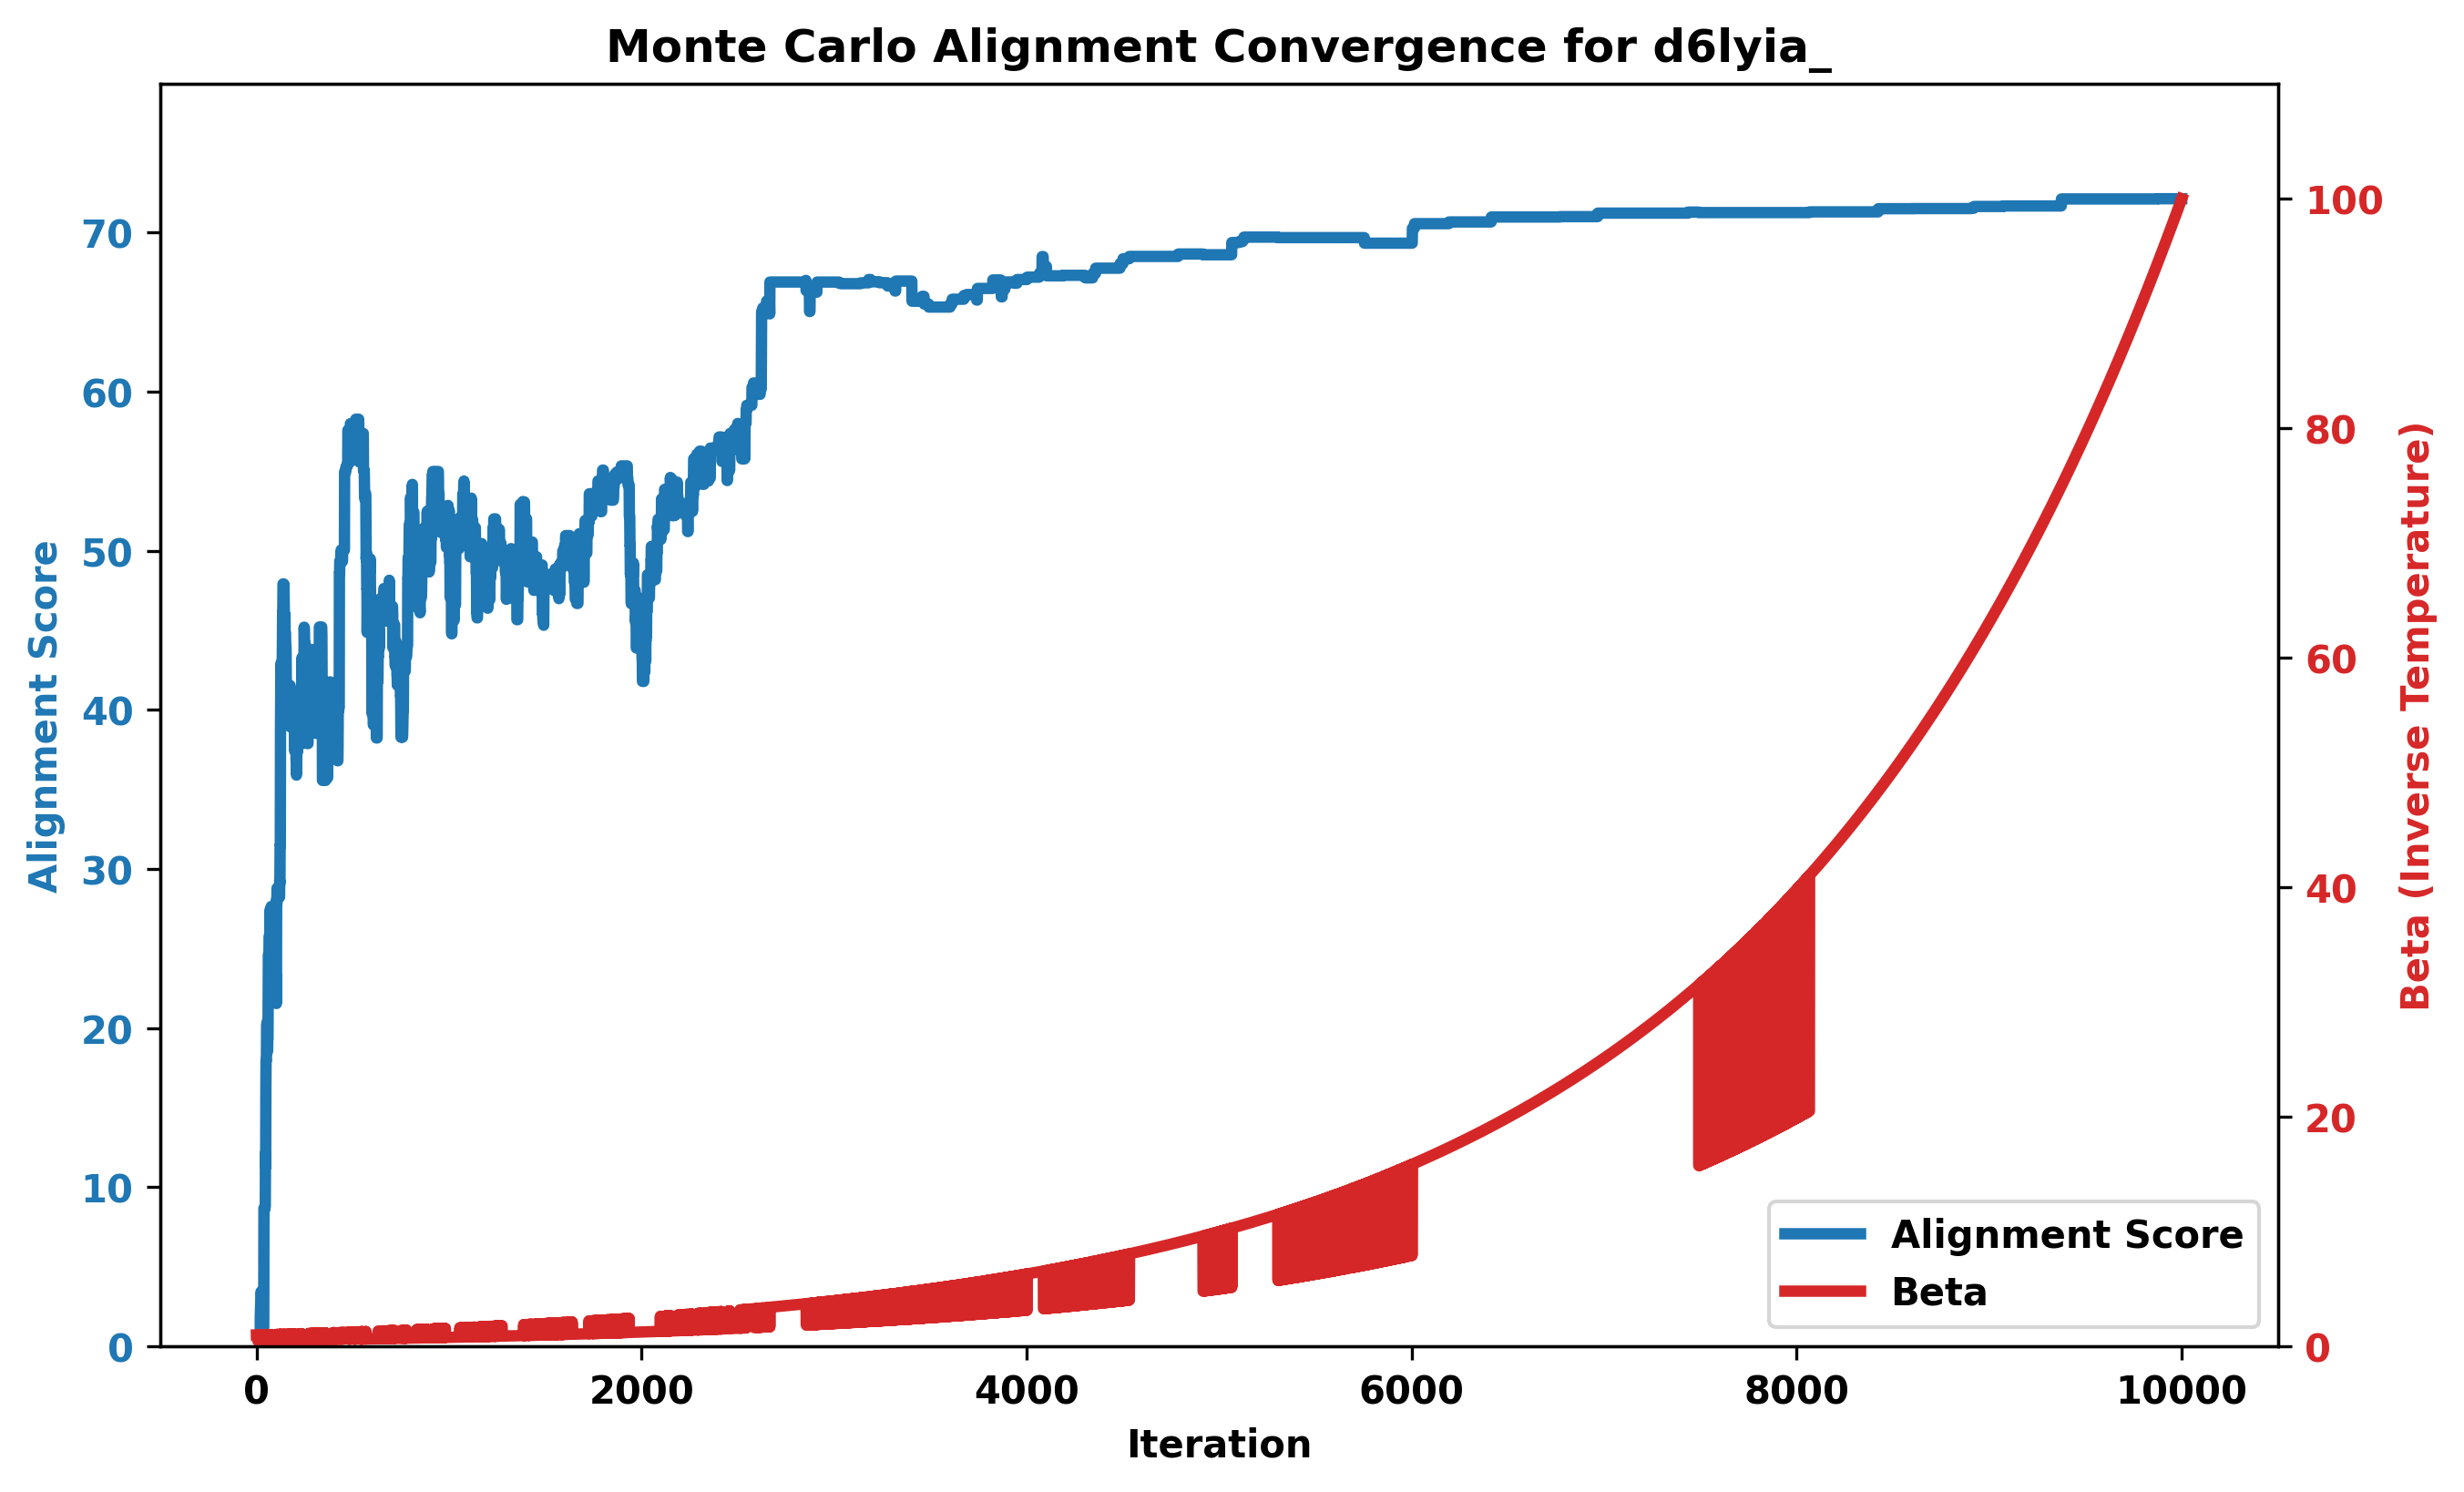 Monte Carlo Alignment Convergence for d6lyia_
Alignment Score
70
60
50
40
30
20
10
0
100
80
60
40
20
0
Beta (Inverse Temperature)
Alignment Score
Beta
0 2000 4000 6000 8000 10000
Iteration